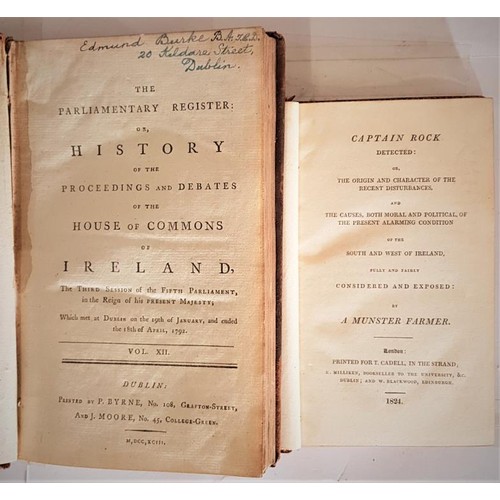 Edmund Burke B.A. T.C.D.
20 Kildare Street,
Dublin.
THE
PARLIAMENTARY REGISTER:
OR,
HISTORY
OF THE
PROCEEDINGS AND DEBATES
OF THE
HOUSE OF COMMONS
OF
IRELAND,
The THIRD SESSION of the FIFTH PARLIAMENT,
in the Reign of his PRESENT MAJESTY;
Which met at DUBLIN on the 19th of JANUARY, and ended
the 18th of APRIL, 1792.
VOL. XII.
DUBLIN:
PRINTED BY P. BYRNE, No. 108, GRAFTON-STREET,
AND J. MOORE, No. 45, COLLEGE-GREEN.
M,DCC,XCIII.
CAPTAIN ROCK
DETECTED:
OR,
THE ORIGIN AND CHARACTER OF THE
RECENT DISTURBANCES,
AND
THE CAUSES, BOTH MORAL AND POLITICAL, OF
THE PRESENT ALARMING CONDITION
OF THE
SOUTH AND WEST OF IRELAND,
FULLY AND FAIRLY
CONSIDERED AND EXPOSED:
BY
A MUNSTER FARMER.
London:
PRINTED FOR T. CADELL, IN THE STRAND;
C. MILLIKEN, BOOKSELLER TO THE UNIVERSITY, &c.
DUBLIN; AND W. BLACKWOOD, EDINBURGH.
1824.